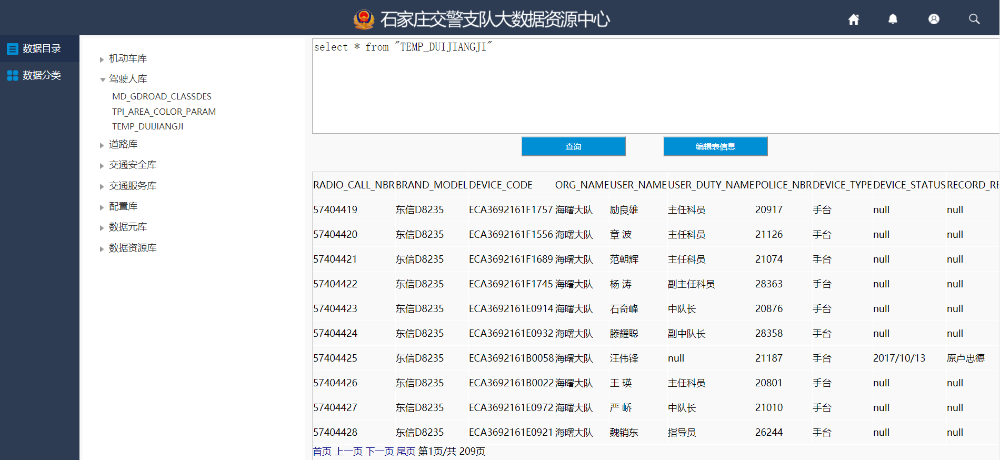 石家庄交警支队大数据资源中心
数据目录
数据分类
机动车库
驾驶人库
MD_GDROAD_CLASSDES
TPI_AREA_COLOR_PARAM
TEMP_DUIJIANGJI
道路库
交通安全库
交通服务库
配置库
数据元库
数据资源库
select * from "TEMP_DUIJIANGJI"
查询 编辑表信息
RADIO_CALL_NBR BRAND_MODEL DEVICE_CODE ORG_NAME USER_NAME USER_DUTY_NAME POLICE_NBR DEVICE_TYPE DEVICE_STATUS RECORD_RE
57404419 东信D8235 ECA3692161F1757 海曙大队 励良雄 主任科员 20917 手台 null null
57404420 东信D8235 ECA3692161F1556 海曙大队 章 波 主任科员 21126 手台 null null
57404421 东信D8235 ECA3692161F1689 海曙大队 范朝辉 主任科员 21074 手台 null null
57404422 东信D8235 ECA3692161F1745 海曙大队 杨 涛 副主任科员 28363 手台 null null
57404423 东信D8235 ECA3692161E0914 海曙大队 石奇峰 中队长 20876 手台 null null
57404424 东信D8235 ECA3692161E0932 海曙大队 滕耀聪 副中队长 28358 手台 null null
57404425 东信D8235 ECA3692161B0058 海曙大队 汪伟锋 null 21187 手台 2017/10/13 原卢忠德
57404426 东信D8235 ECA3692161B0022 海曙大队 王 瑛 主任科员 20801 手台 null null
57404427 东信D8235 ECA3692161E0972 海曙大队 严 峤 中队长 21010 手台 null null
57404428 东信D8235 ECA3692161E0921 海曙大队 魏销东 指导员 26244 手台 null null
首页 上一页 下一页 尾页 第1页/共 209页